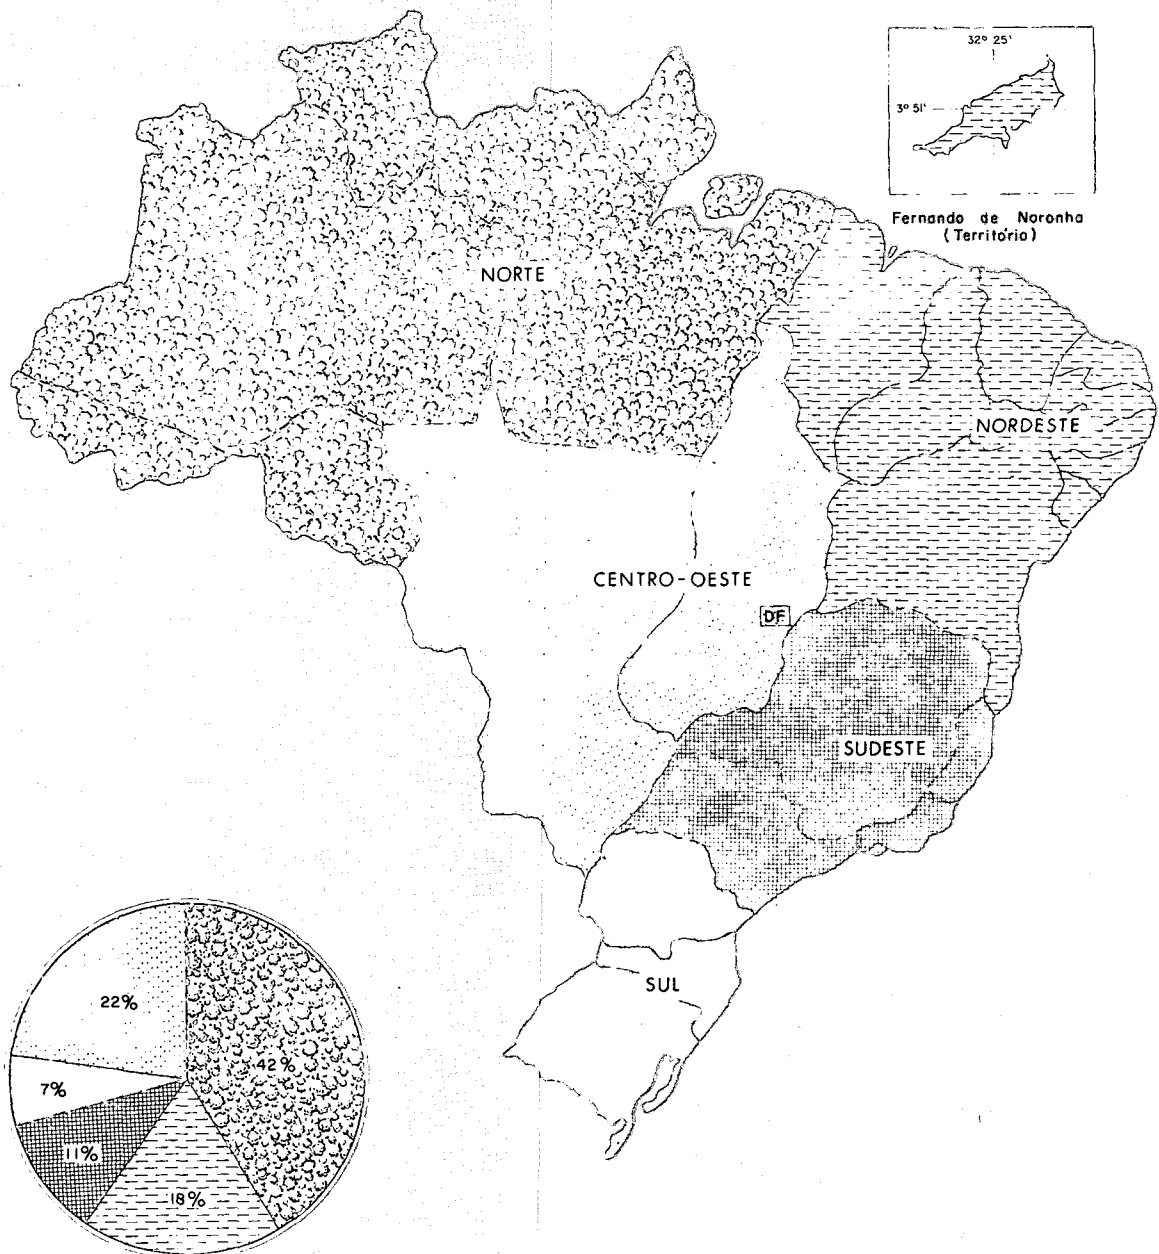 32° 25'
3° 51'
Fernando de Noronha
(Território)
NORTE
NORDESTE
CENTRO-OESTE
DF
SUDESTE
SUL
22%
42%
7%
11%
18%